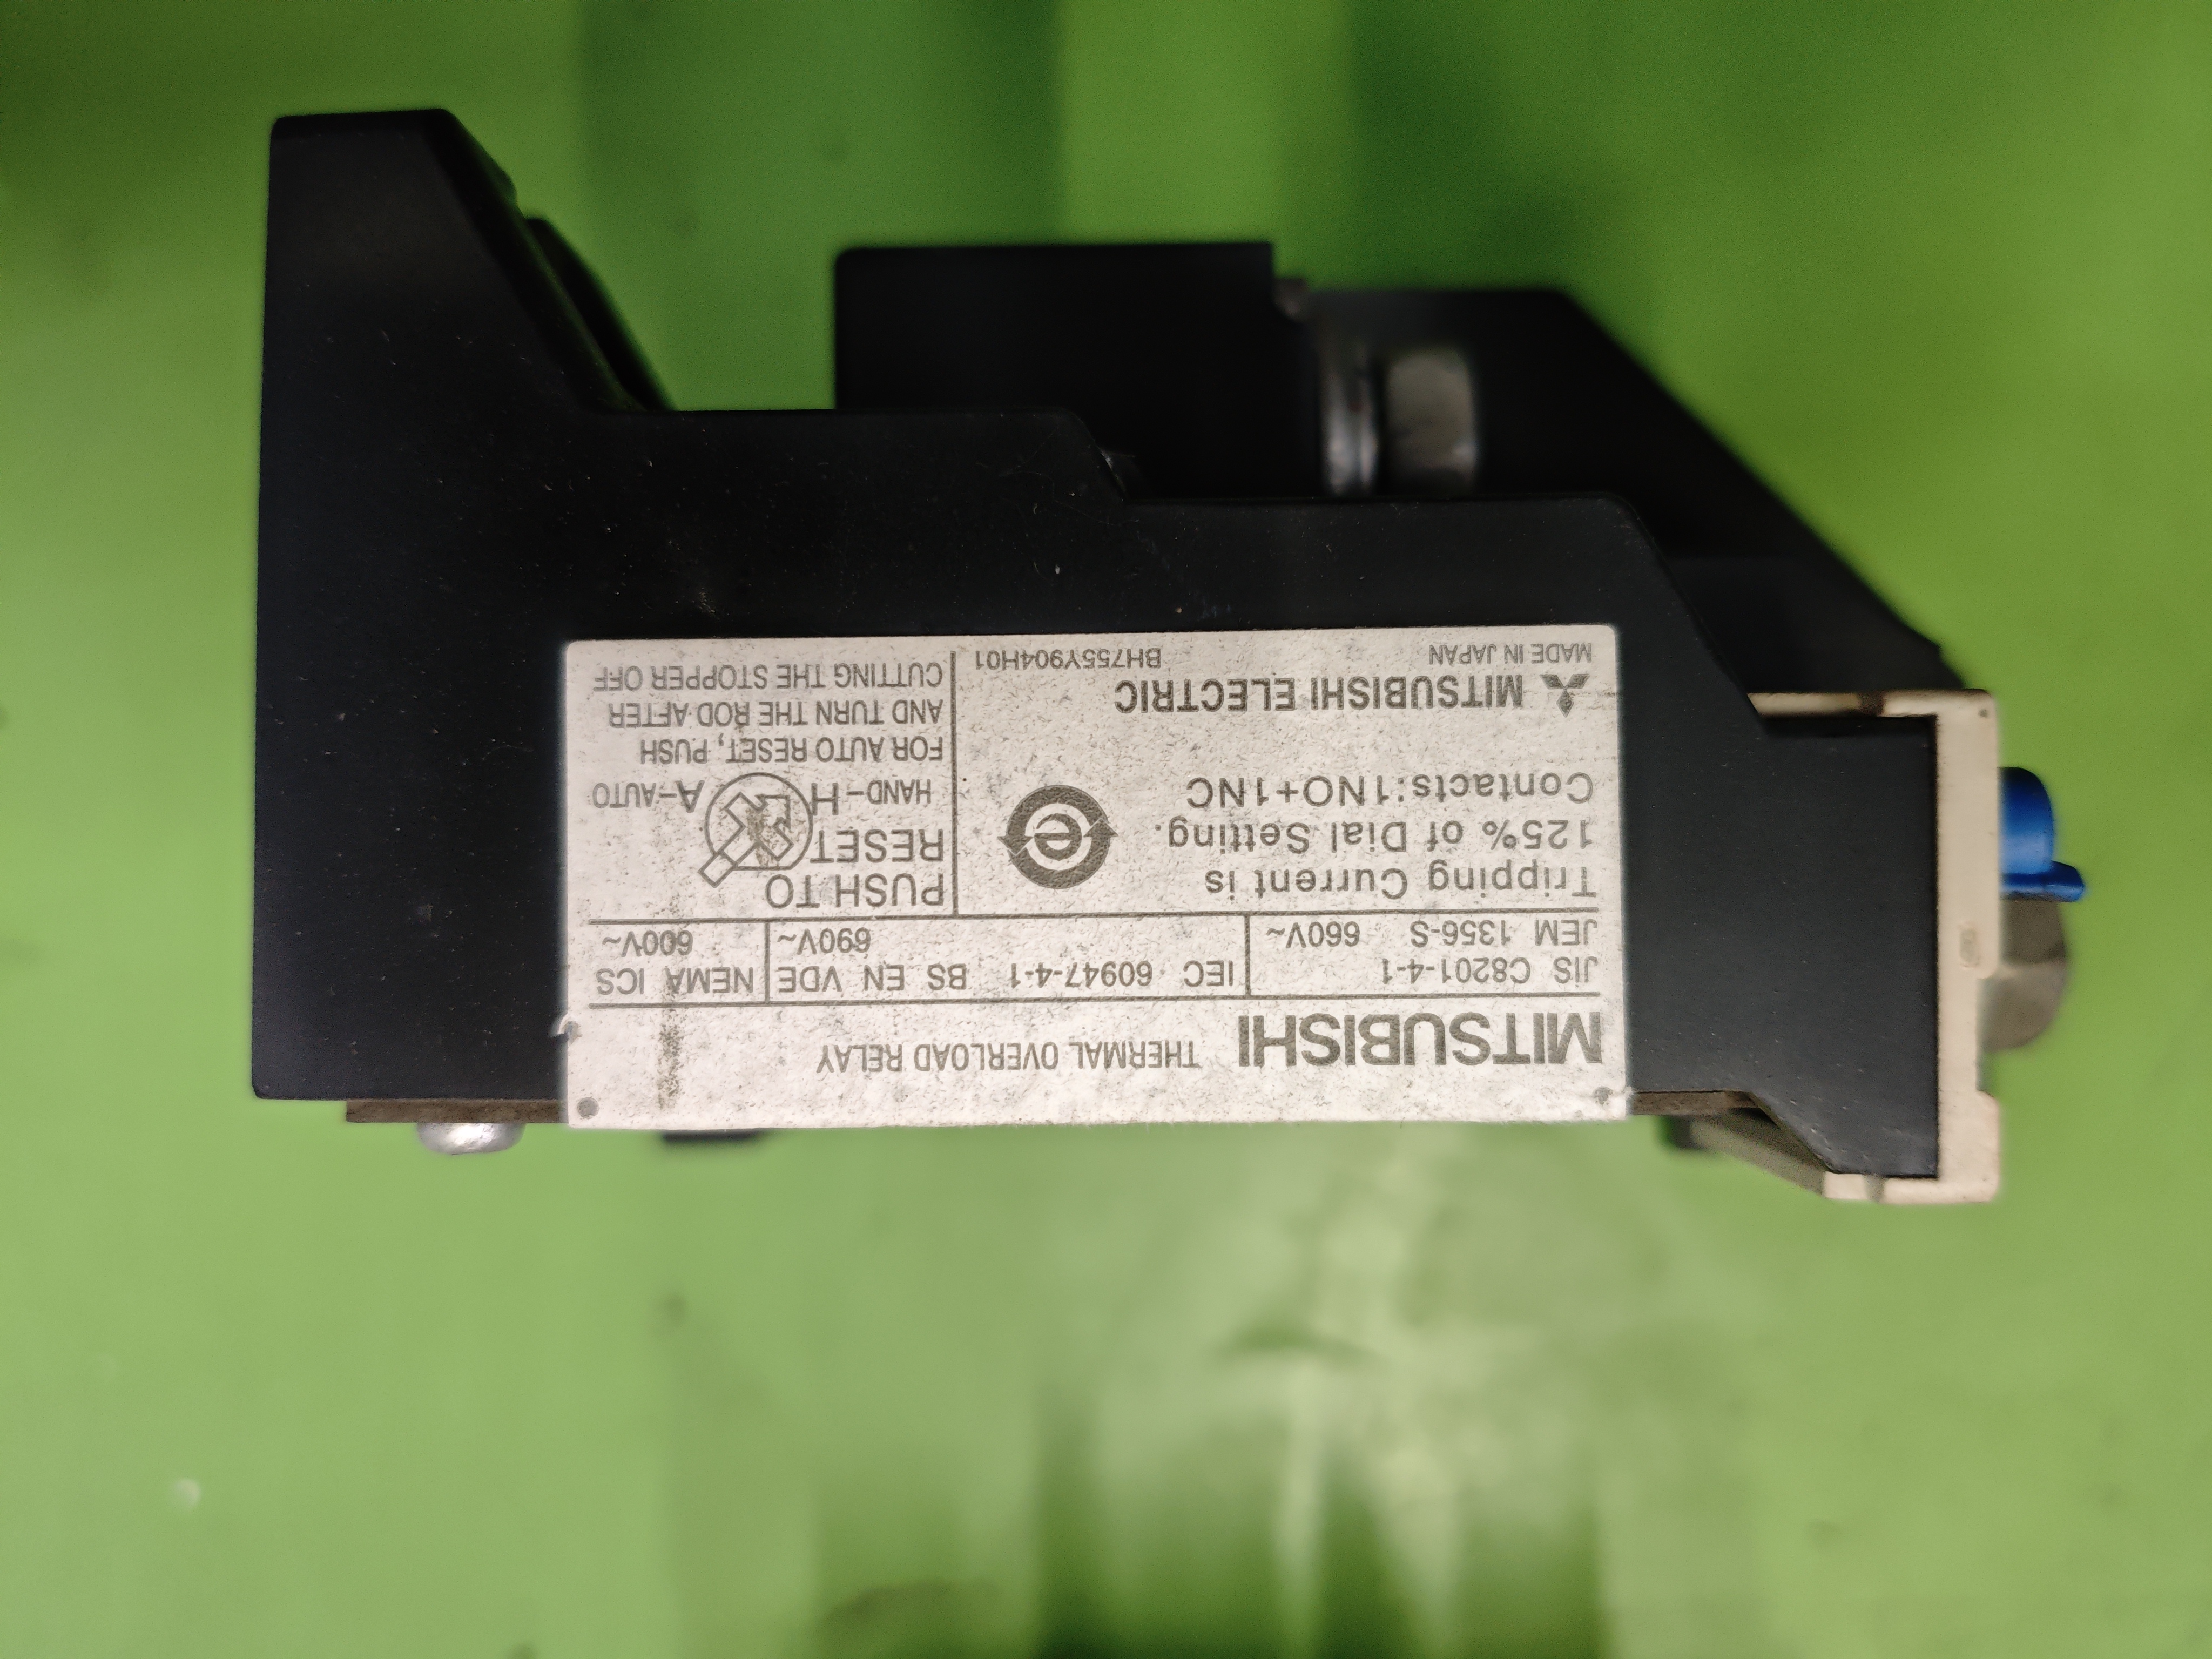 MITSUBISHI THERMAL OVERLOAD RELAY
JIS C8201-4-1
JEM 1356-S 660V~
IEC 60947-4-1 BS EN VDE
690V~
NEMA ICS
600V~
Tripping Current is
125% of Dial Setting.
Contacts:1NO+1NC
e
MITSUBISHI ELECTRIC
MADE IN JAPAN BH755Y904H01
PUSH TO
RESET
HAND-H A-AUTO
FOR AUTO RESET, PUSH
AND TURN THE ROD AFTER
CUTTING THE STOPPER OFF